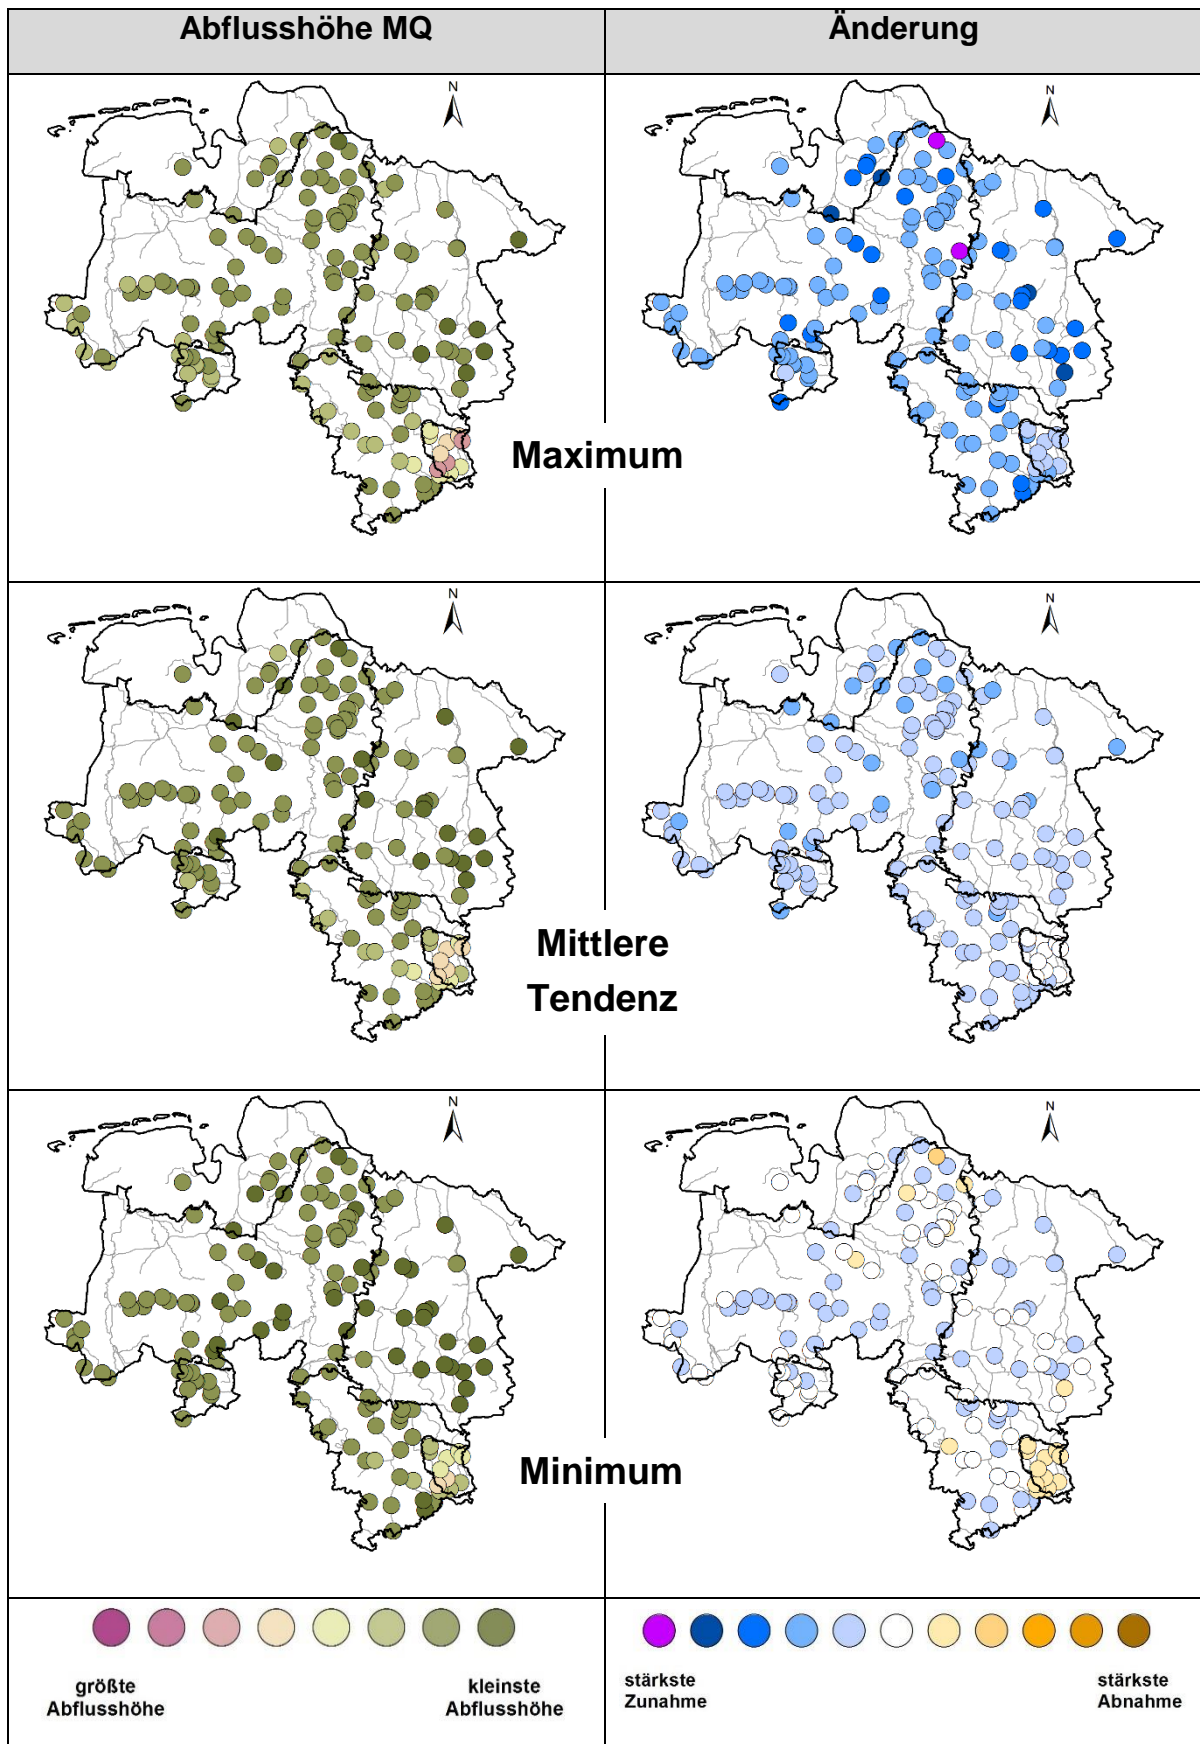 Abflusshöhe MQ
Änderung
N
N
Maximum
N
N
Mittlere
Tendenz
N
N
Minimum
größte
Abflusshöhe
kleinste
Abflusshöhe
stärkste
Zunahme
stärkste
Abnahme